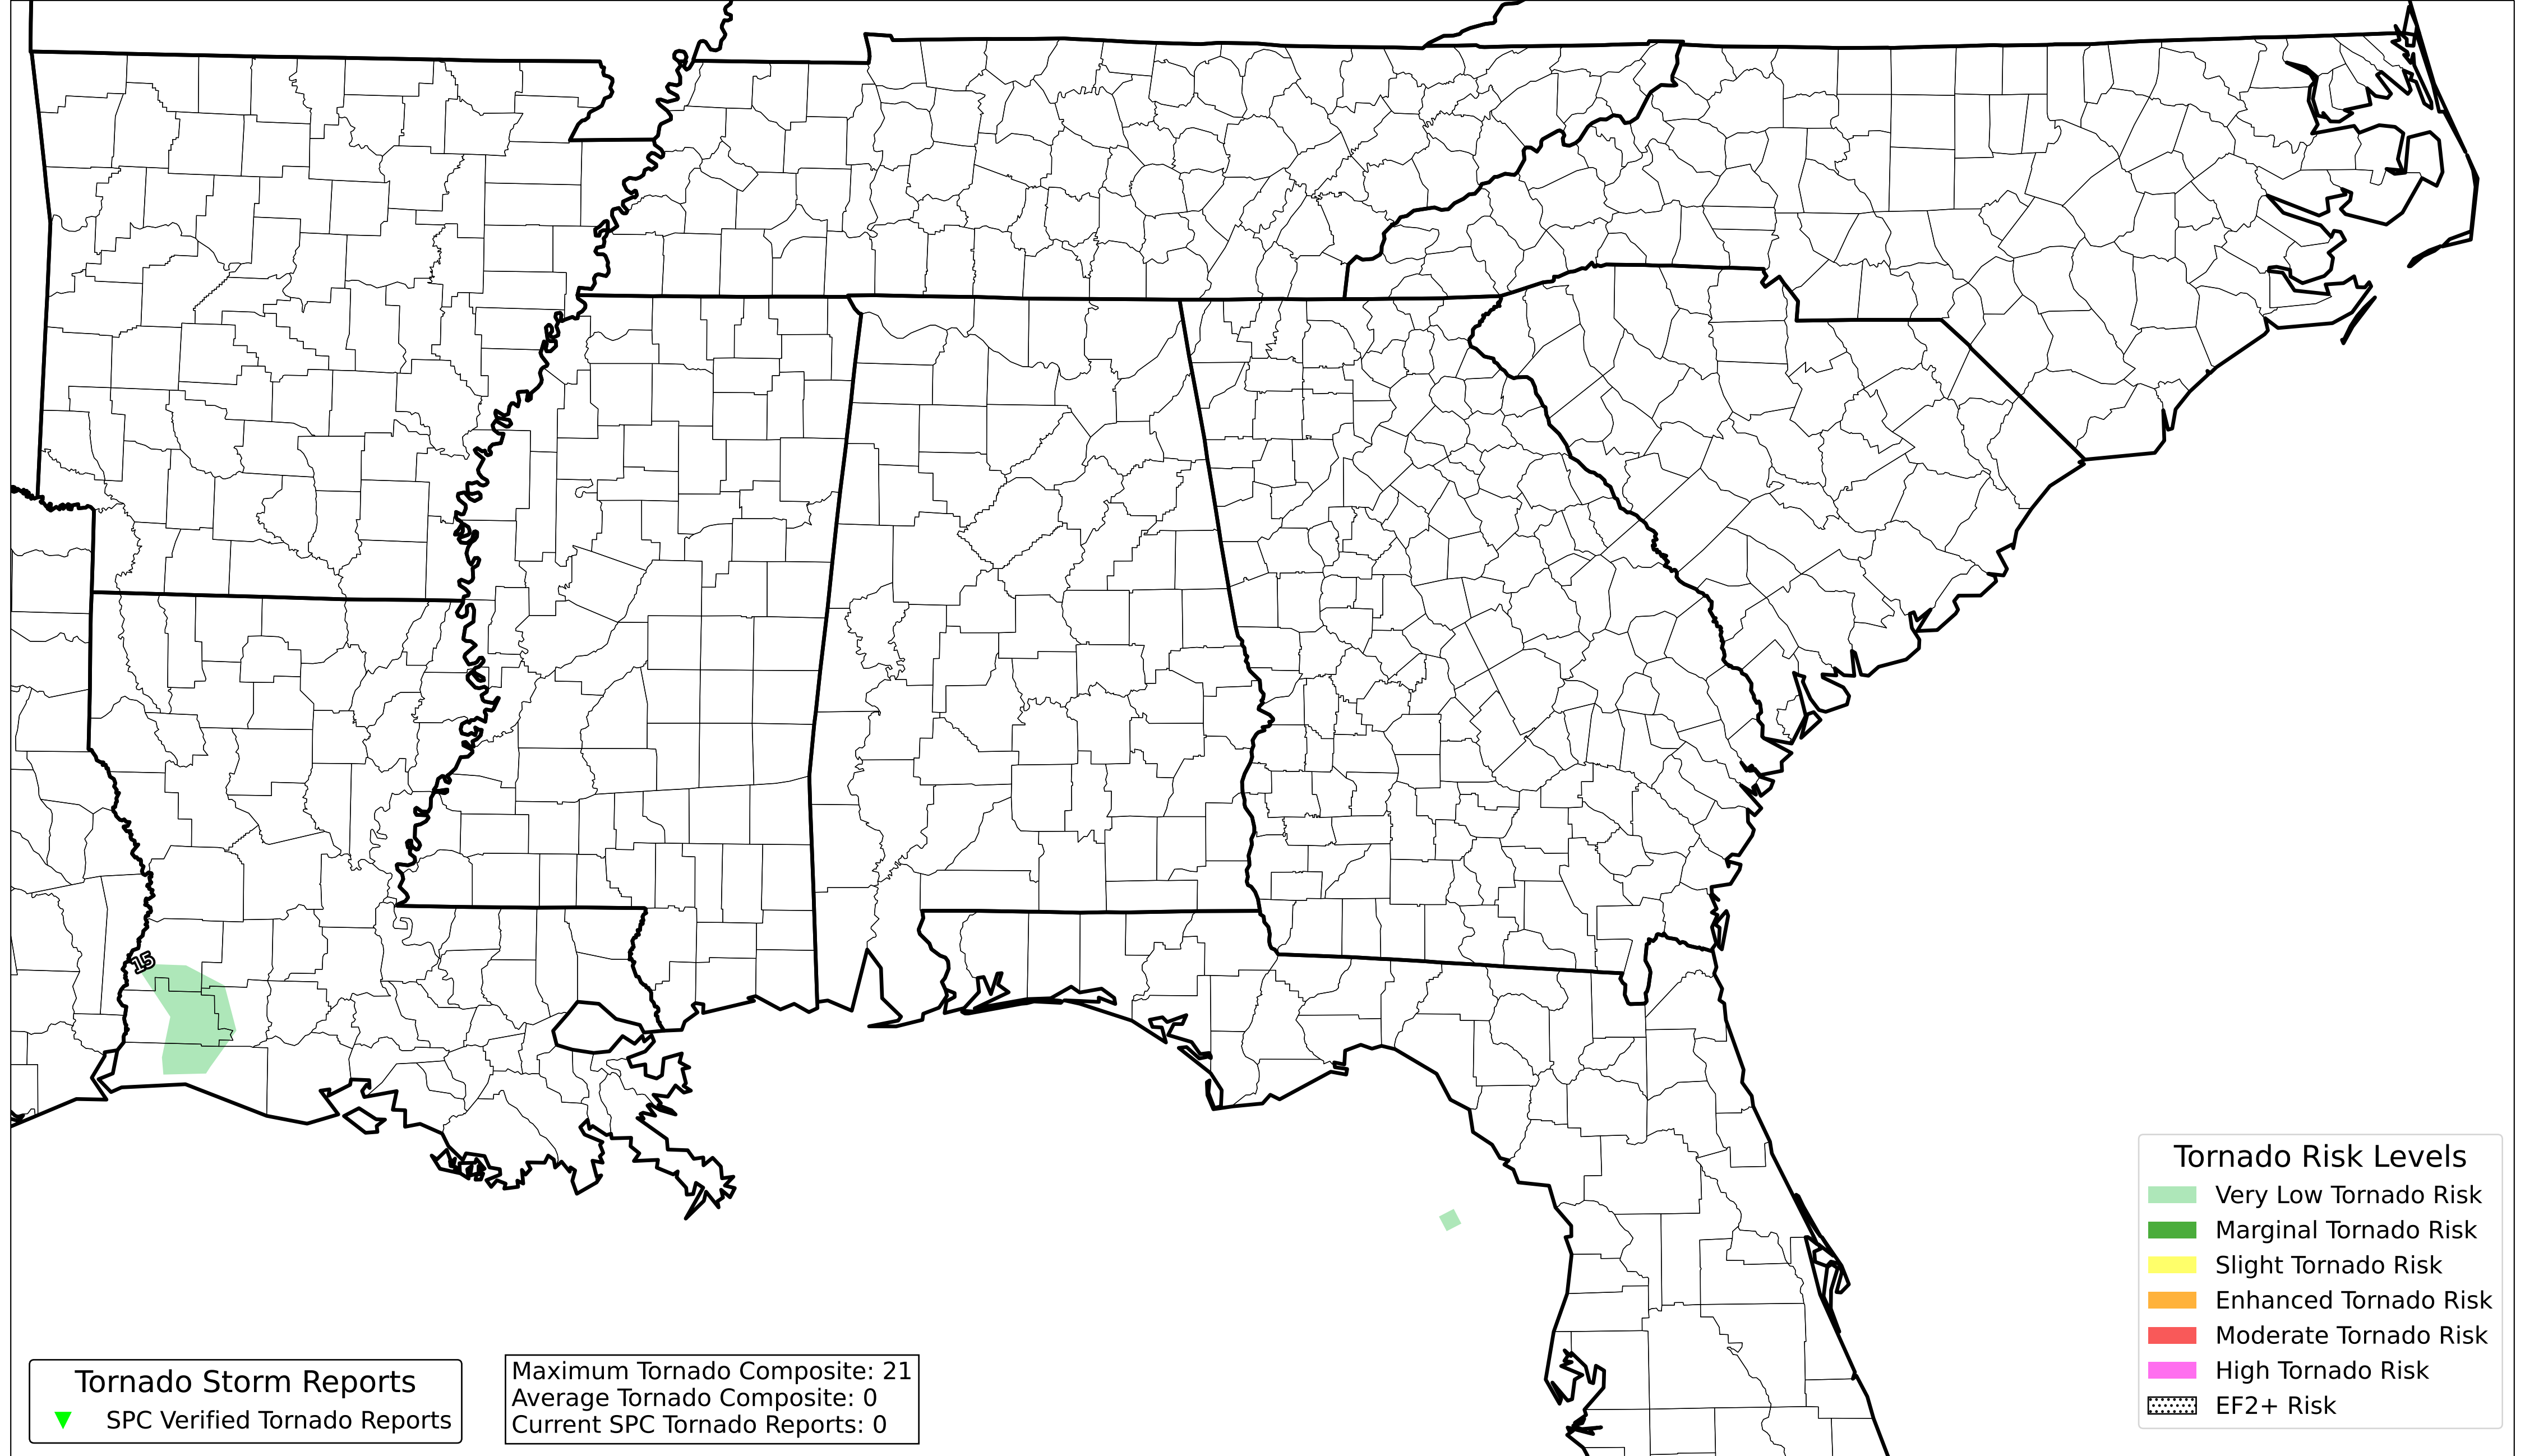 15
Tornado Risk Levels
Very Low Tornado Risk
Marginal Tornado Risk
Slight Tornado Risk
Enhanced Tornado Risk
Moderate Tornado Risk
High Tornado Risk
EF2+ Risk
Tornado Storm Reports
SPC Verified Tornado Reports
Maximum Tornado Composite: 21
Average Tornado Composite: 0
Current SPC Tornado Reports: 0